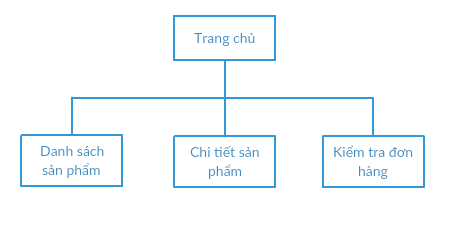 Trang chủ
Danh sách
sản phẩm
Chi tiết sản
phẩm
Kiểm tra đơn
hàng